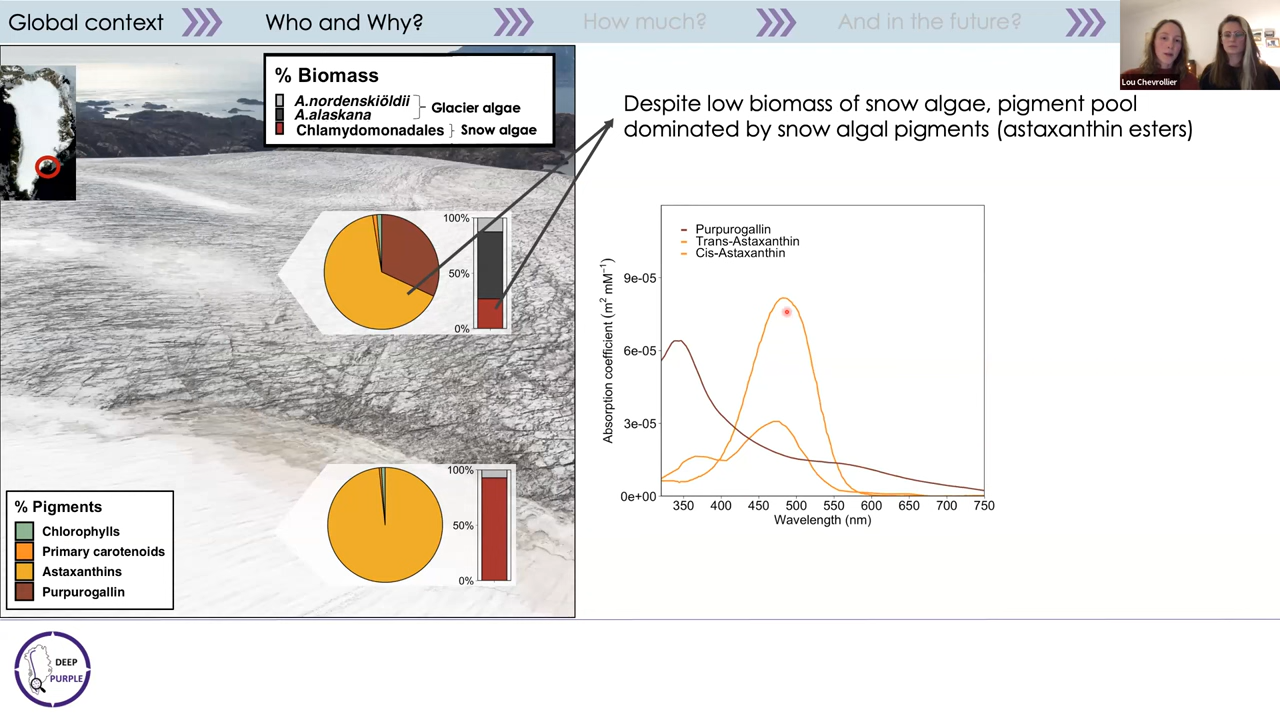 Global context
Who and Why?
How much?
And in the future?
Lou Chevrollier
% Biomass
A.nordenskiöldii
A.alaskana
Glacier algae
Chlamydomonadales
Snow algae
Despite low biomass of snow algae, pigment pool
dominated by snow algal pigments (astaxanthin esters)
100%
50%
0%
100%
50%
0%
% Pigments
Chlorophylls
Primary carotenoids
Astaxanthins
Purpurogallin
Purpurogallin
Trans-Astaxanthin
Cis-Astaxanthin
Absorption coefficient (m² mM⁻¹)
9e-05
6e-05
3e-05
0e+00
350 400 450 500 550 600 650 700 750
Wavelength (nm)
DEEP
PURPLE